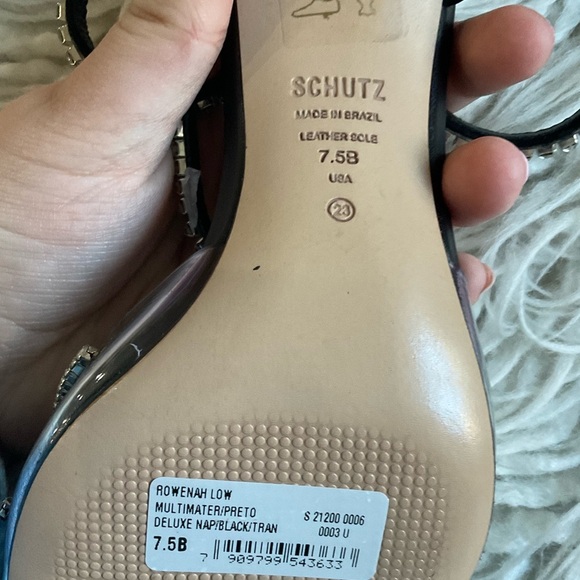 SCHUTZ
MADE IN BRAZIL
LEATHER SOLE
7.5B
USA
23
ROWENAH LOW
MULTIMATER/PRETO
DELUXE NAP/BLACK/TRAN
S 21200 0006
0003 U
7.5B
7 909799 543633